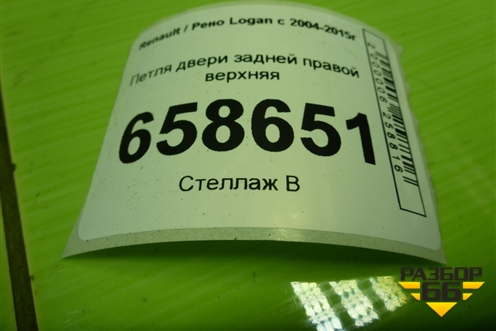 Renault / Рено Logan с 2004-2015г
Петля двери задней правой
верхняя
658651
Стеллаж В
РАЗБОР
66